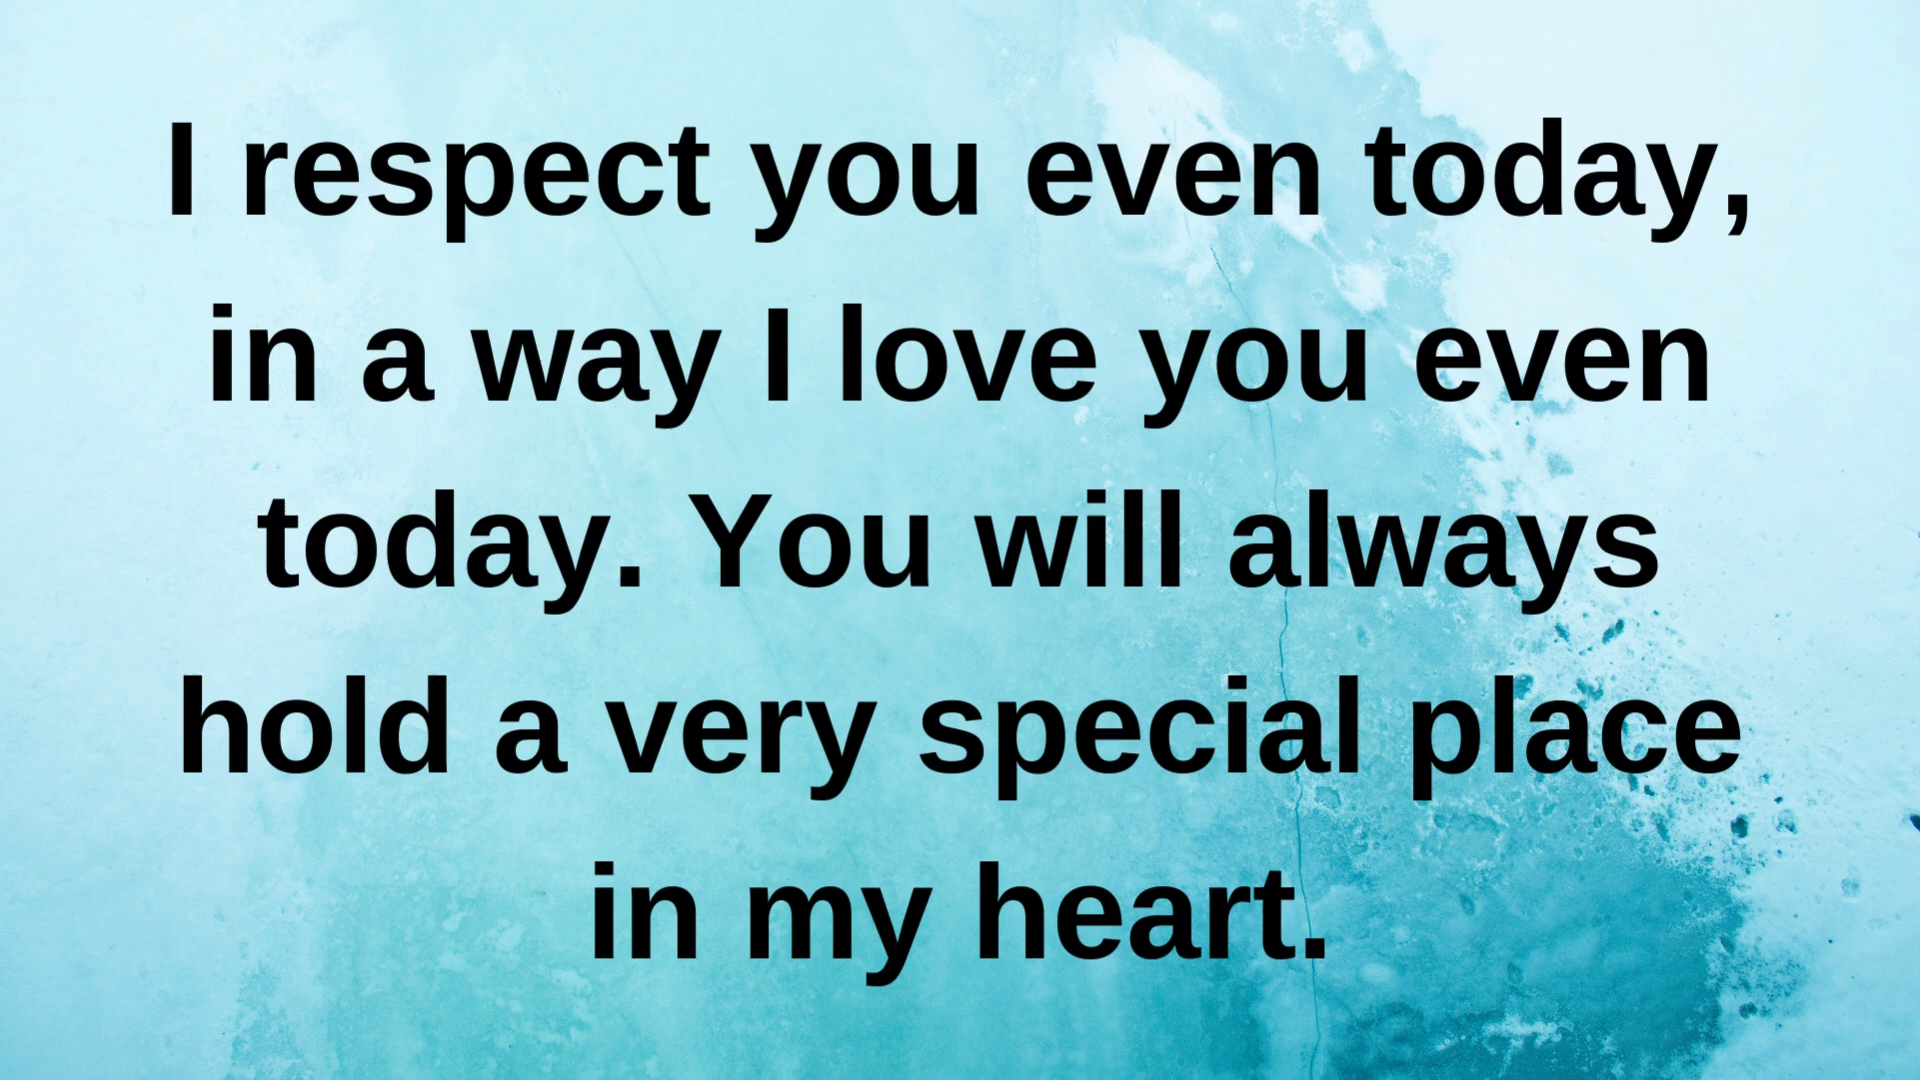 I respect you even today,
in a way I love you even
today. You will always
hold a very special place
in my heart.